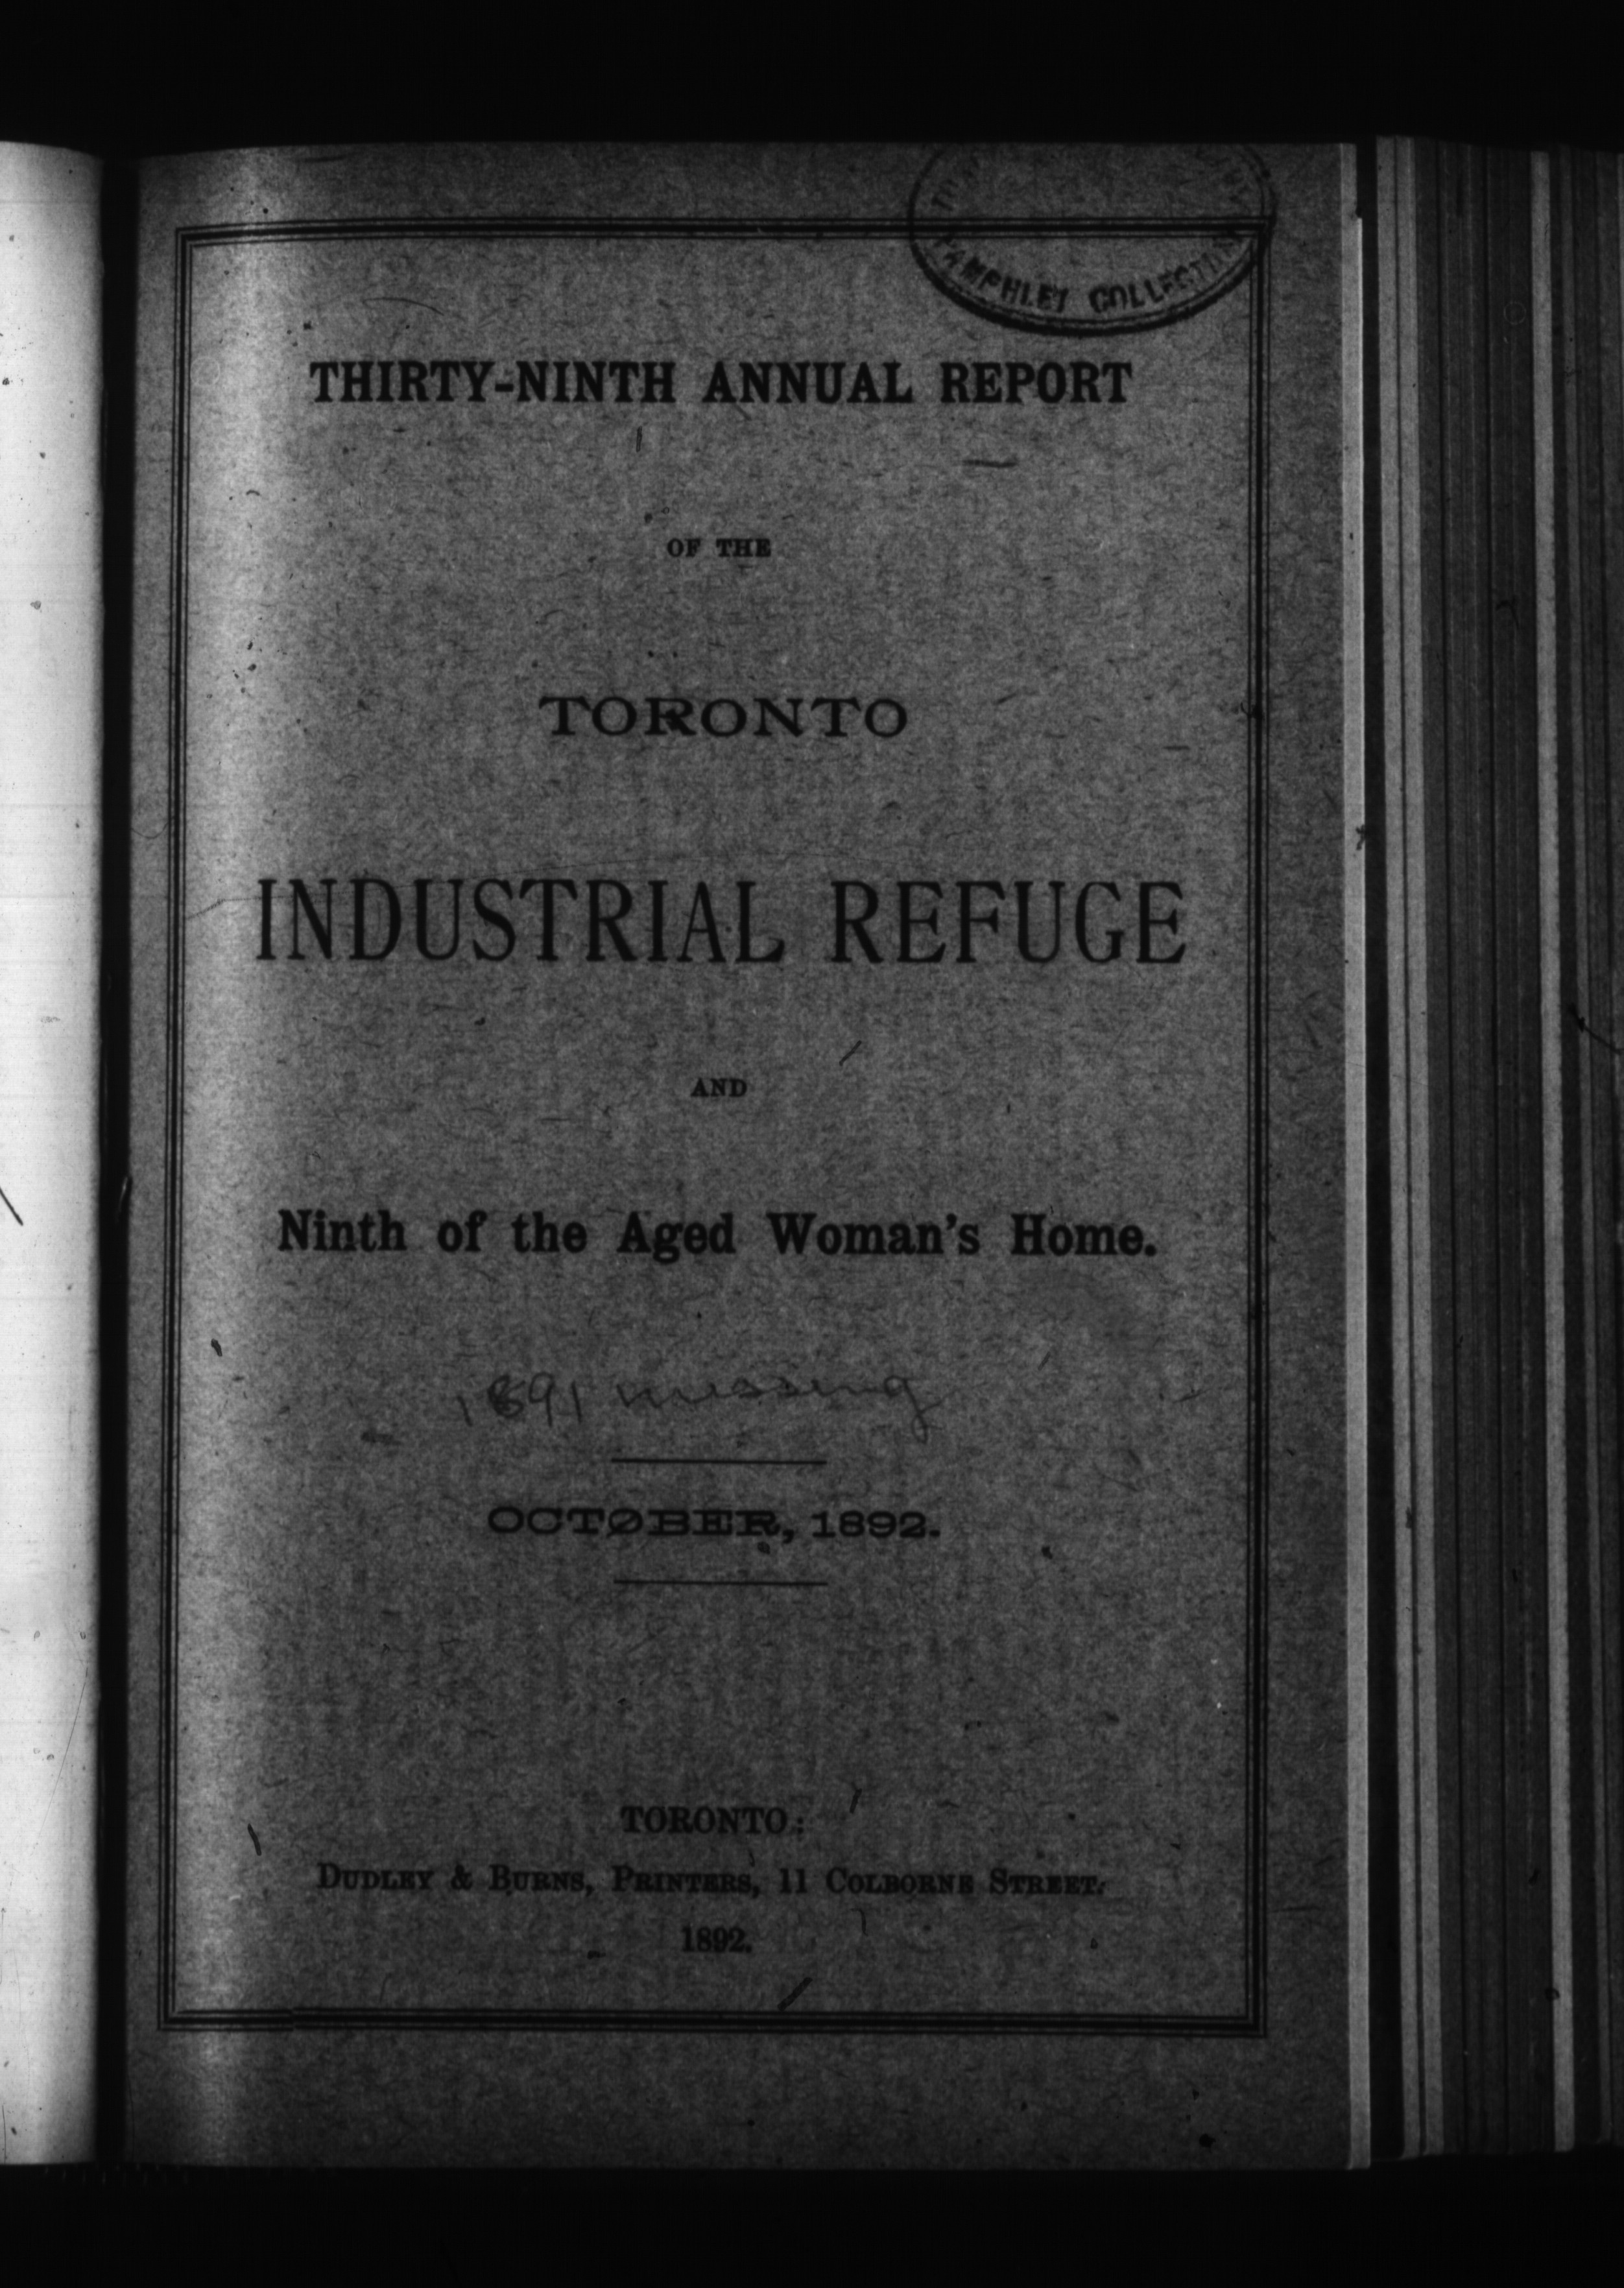 PAMPHLET COLLECTION
THIRTY-NINTH ANNUAL REPORT
OF THE
TORONTO
INDUSTRIAL REFUGE
AND
Ninth of the Aged Woman's Home.
1891 missing
OCTOBER, 1892.
TORONTO:
DUDLEY & BURNS, PRINTERS, 11 COLBORNE STREET.
1892.